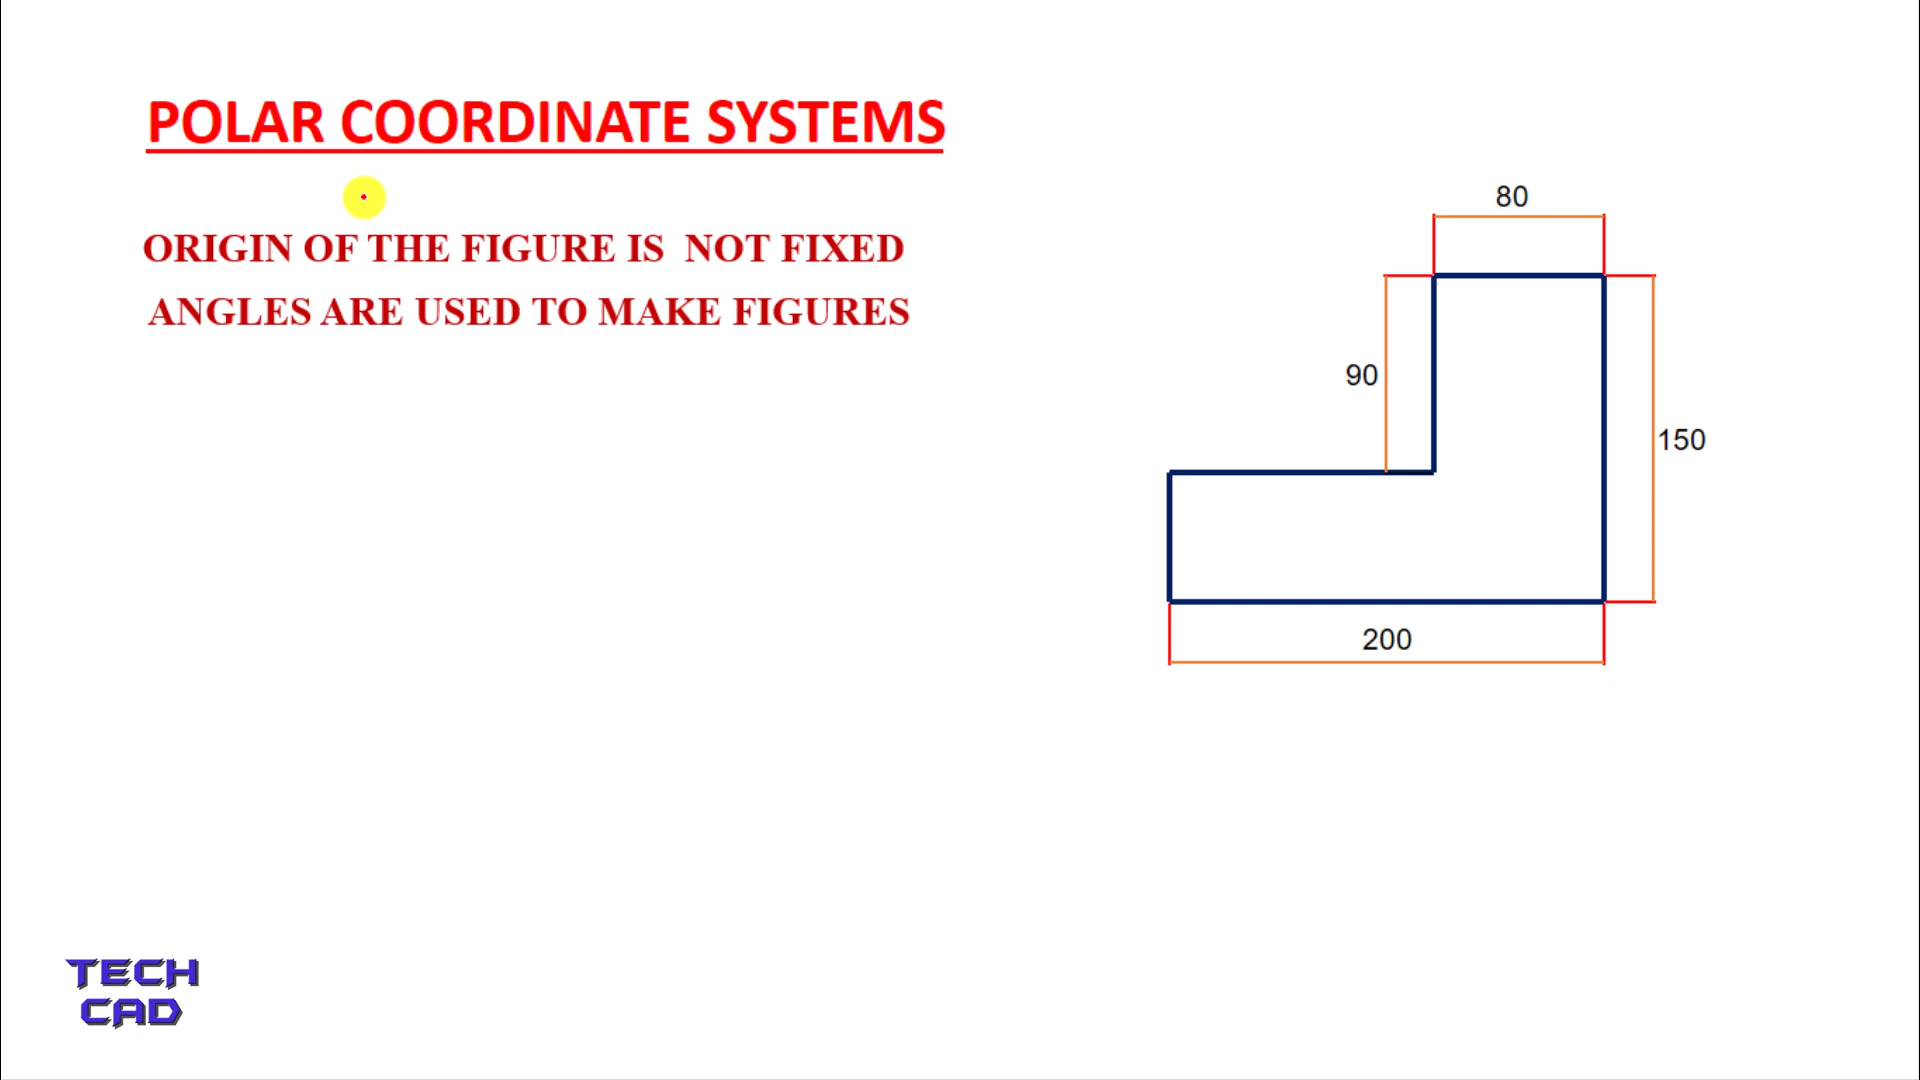 POLAR COORDINATE SYSTEMS
ORIGIN OF THE FIGURE IS NOT FIXED
ANGLES ARE USED TO MAKE FIGURES
80
90
150
200
TECH
CAD